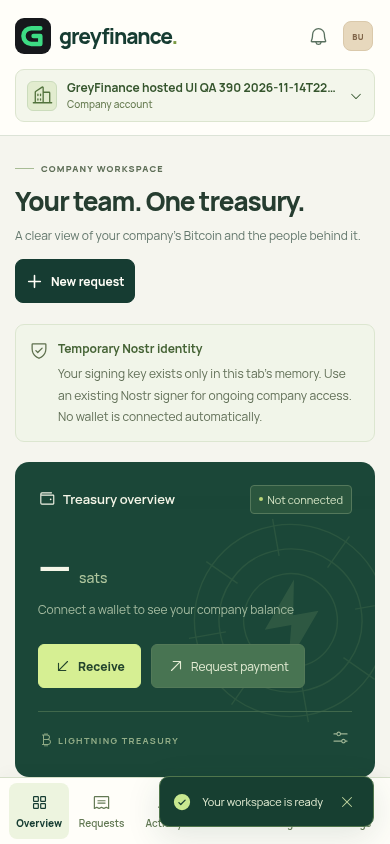 greyfinance.
BU
GreyFinance hosted UI QA 390 2026-11-14T22...
Company account
COMPANY WORKSPACE
Your team. One treasury.
A clear view of your company's Bitcoin and the people behind it.
New request
Temporary Nostr identity
Your signing key exists only in this tab's memory. Use
an existing Nostr signer for ongoing company access.
No wallet is connected automatically.
Treasury overview
Not connected
— sats
Connect a wallet to see your company balance
Receive
Request payment
LIGHTNING TREASURY
Your workspace is ready
Overview
Requests